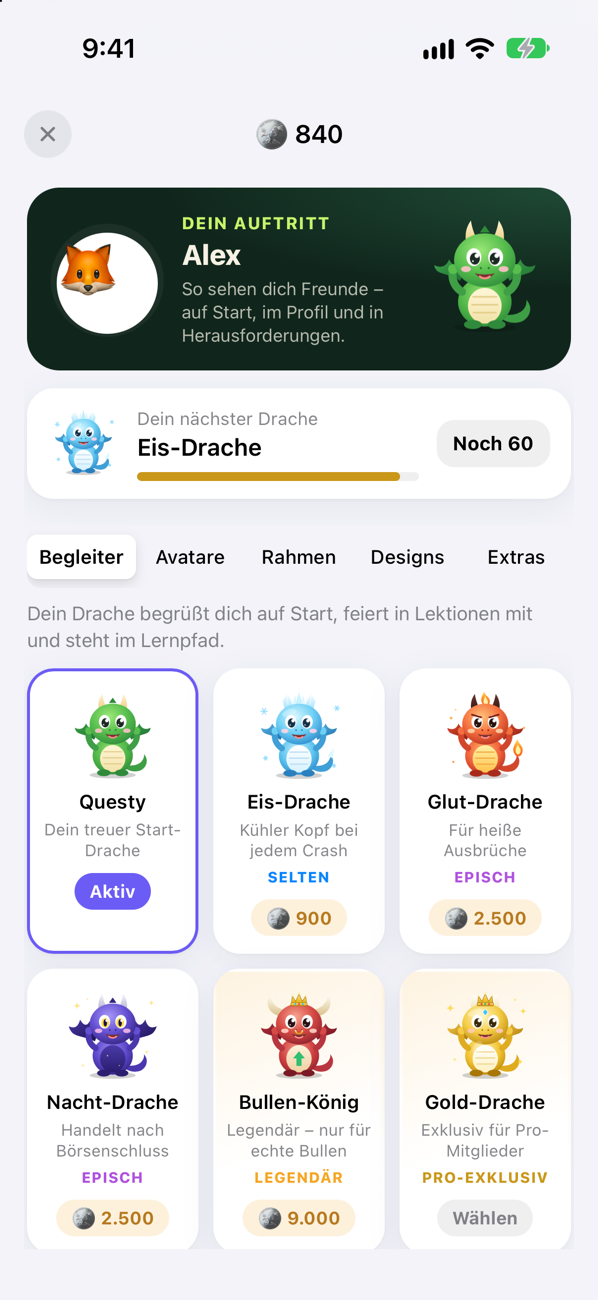 9:41
840
DEIN AUFTRITT
Alex
So sehen dich Freunde –
auf Start, im Profil und in
Herausforderungen.
Dein nächster Drache
Eis-Drache
Noch 60
Begleiter Avatare Rahmen Designs Extras
Dein Drache begrüßt dich auf Start, feiert in Lektionen mit
und steht im Lernpfad.
Questy
Dein treuer Start-
Drache
Aktiv
Eis-Drache
Kühler Kopf bei
jedem Crash
SELTEN
900
Glut-Drache
Für heiße
Ausbrüche
EPISCH
2.500
Nacht-Drache
Handelt nach
Börsenschluss
EPISCH
2.500
Bullen-König
Legendär – nur für
echte Bullen
LEGENDÄR
9.000
Gold-Drache
Exklusiv für Pro-
Mitglieder
PRO-EXKLUSIV
Wählen